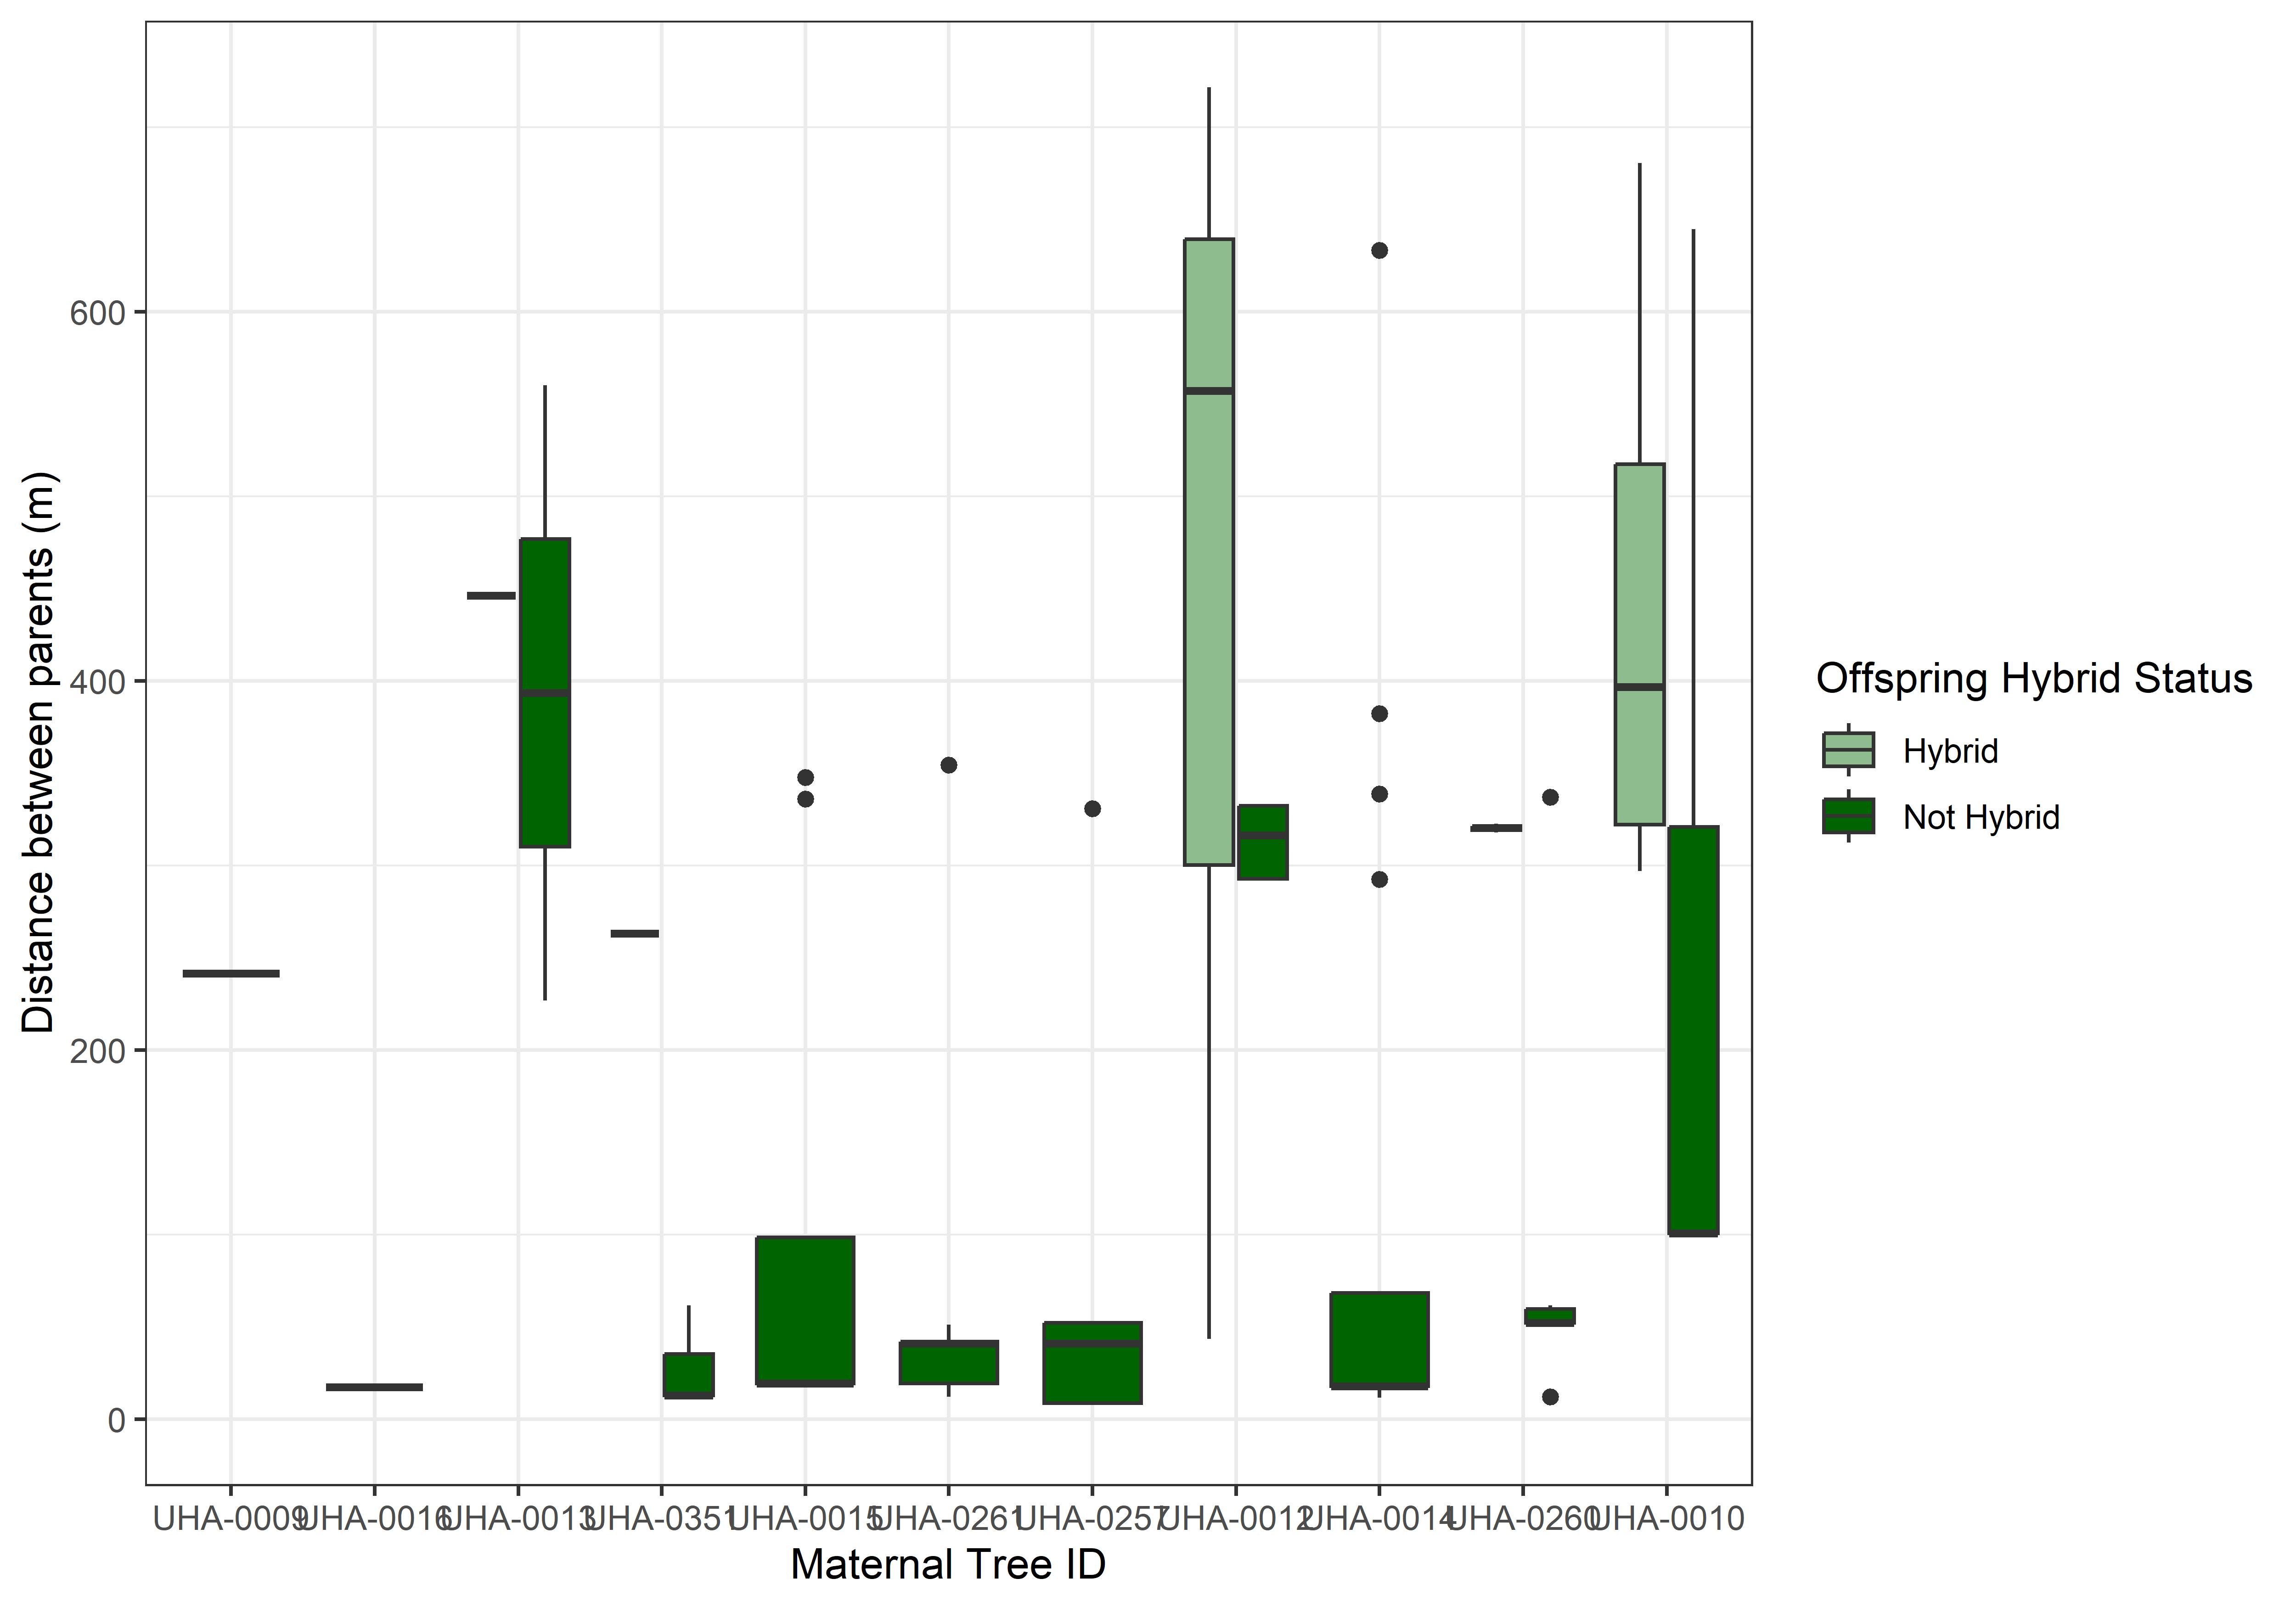 Distance between parents (m)
600
400
200
0
UHA-0009 UHA-0016 UHA-0013 UHA-0351 UHA-0015 UHA-0261 UHA-0257 UHA-0012 UHA-0014 UHA-0260 UHA-0010
Maternal Tree ID
Offspring Hybrid Status
Hybrid
Not Hybrid